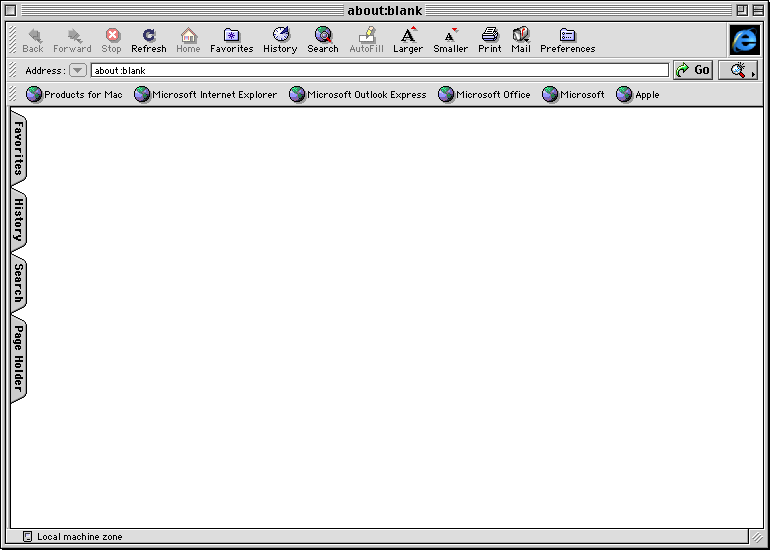 about:blank
Back Forward Stop Refresh Home Favorites History Search AutoFill Larger Smaller Print Mail Preferences
Address: about:blank Go
Products for Mac Microsoft Internet Explorer Microsoft Outlook Express Microsoft Office Microsoft Apple
Favorites
History
Search
Page Holder
Local machine zone